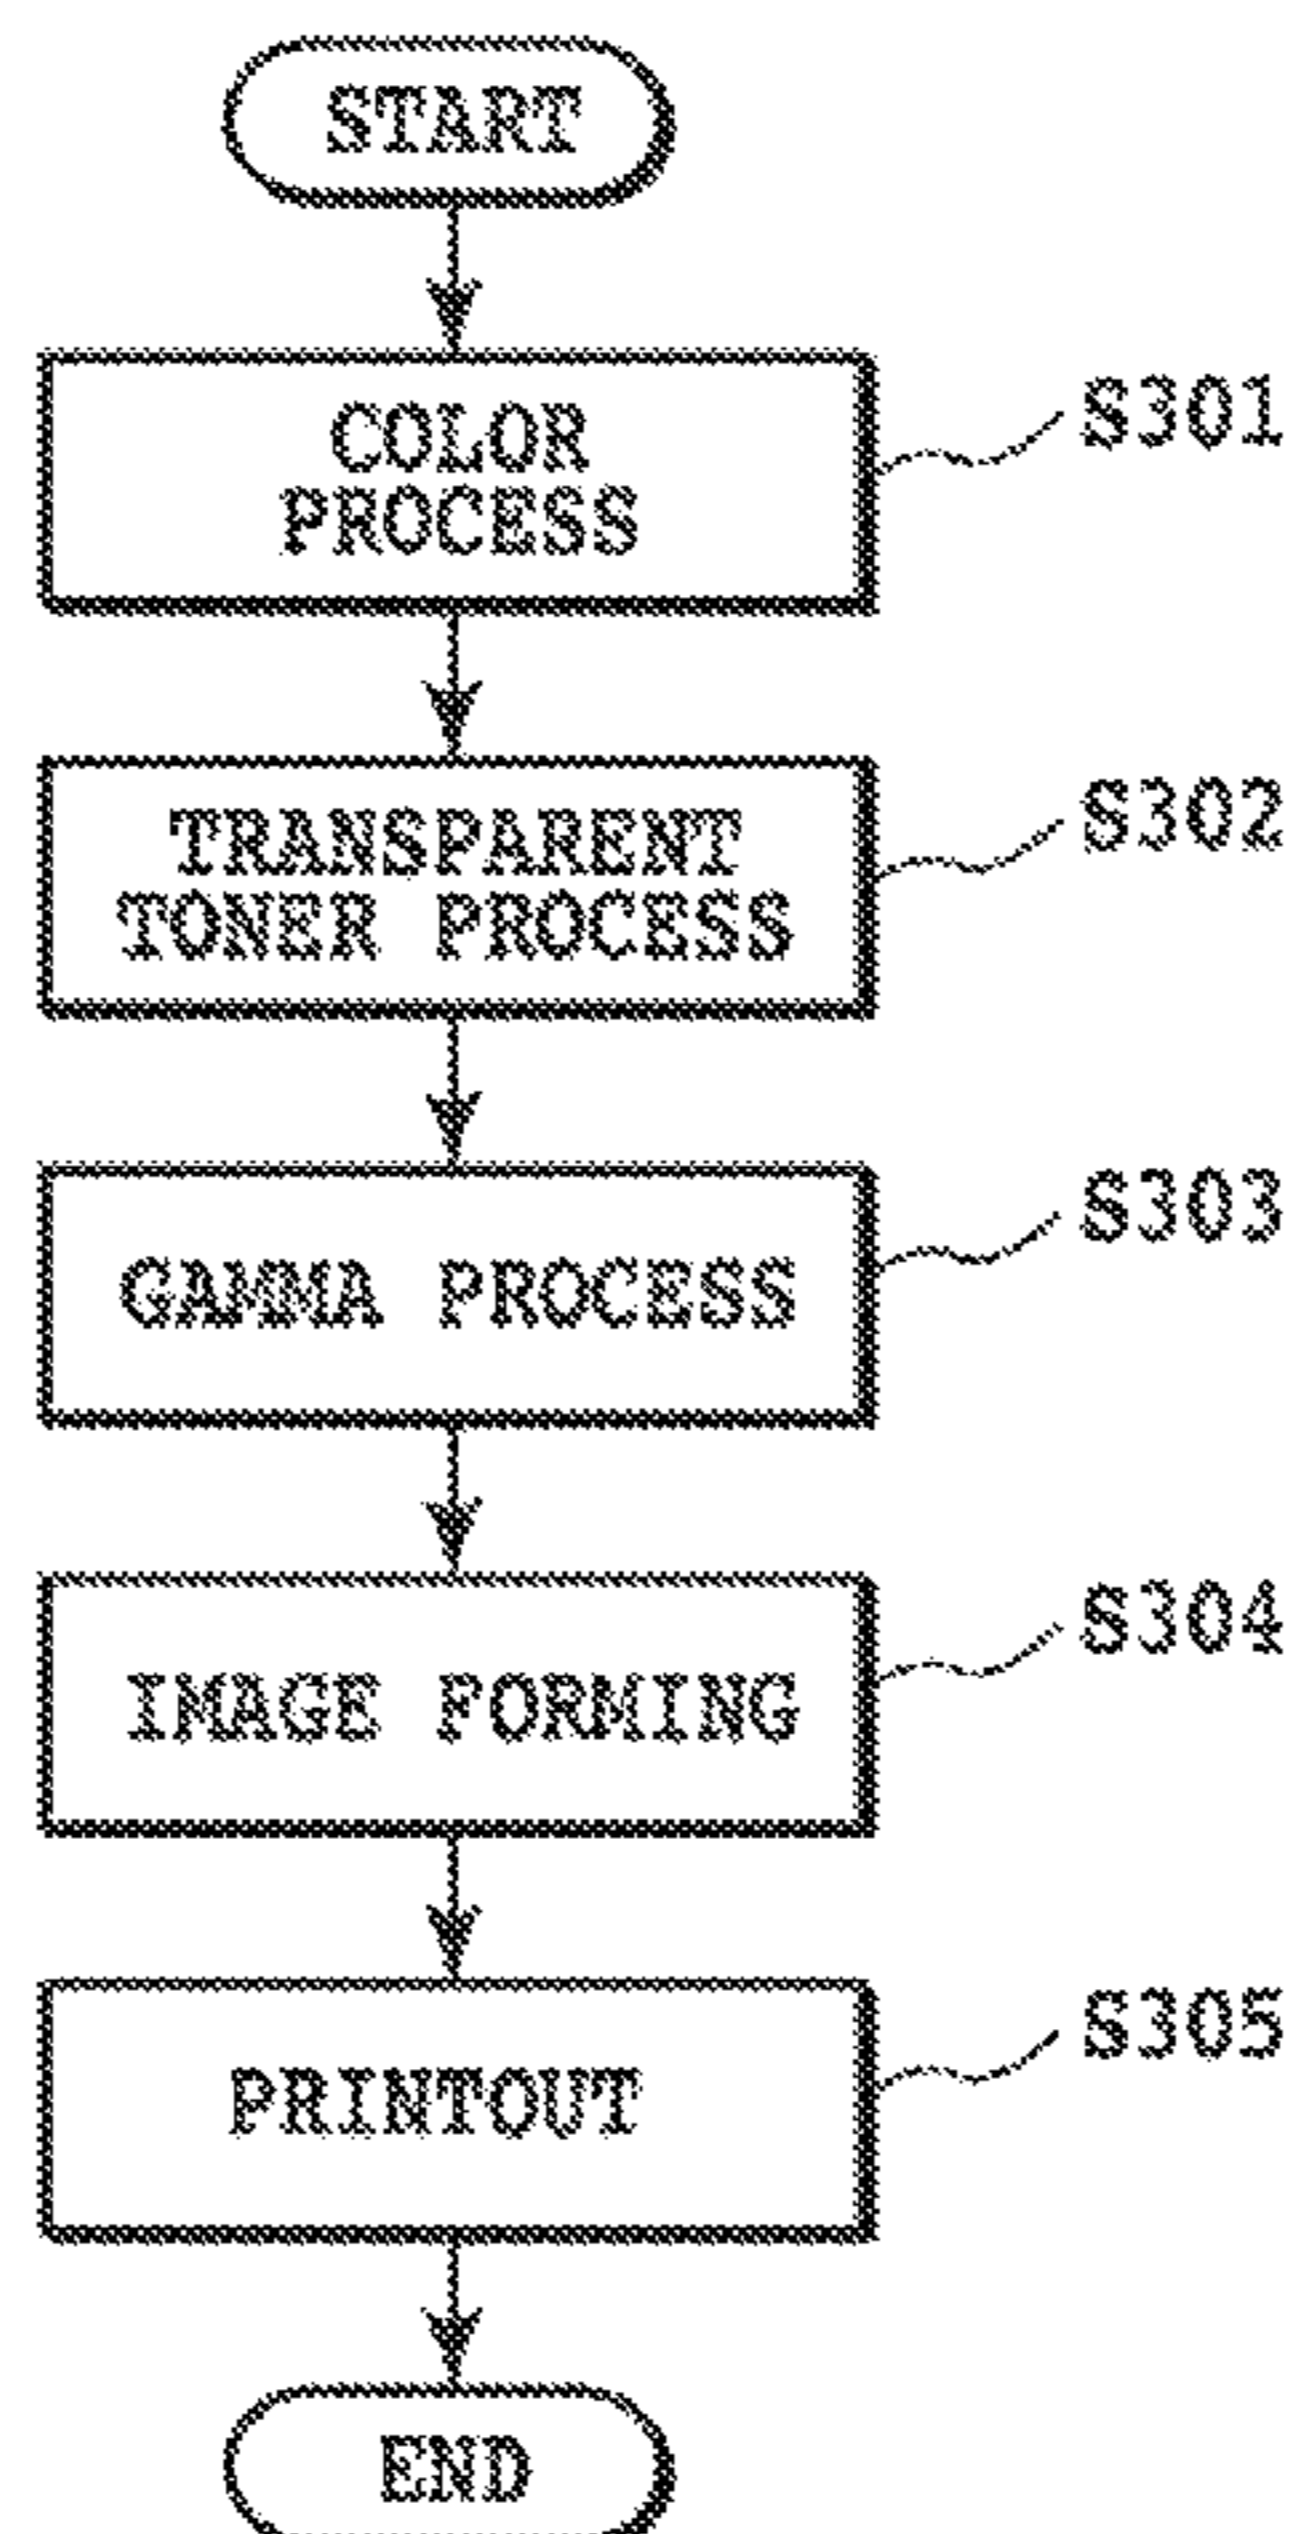 START
COLOR
PROCESS
S301
TRANSPARENT
TONER PROCESS
S302
GAMMA PROCESS
S303
IMAGE FORMING
S304
PRINTOUT
S305
END